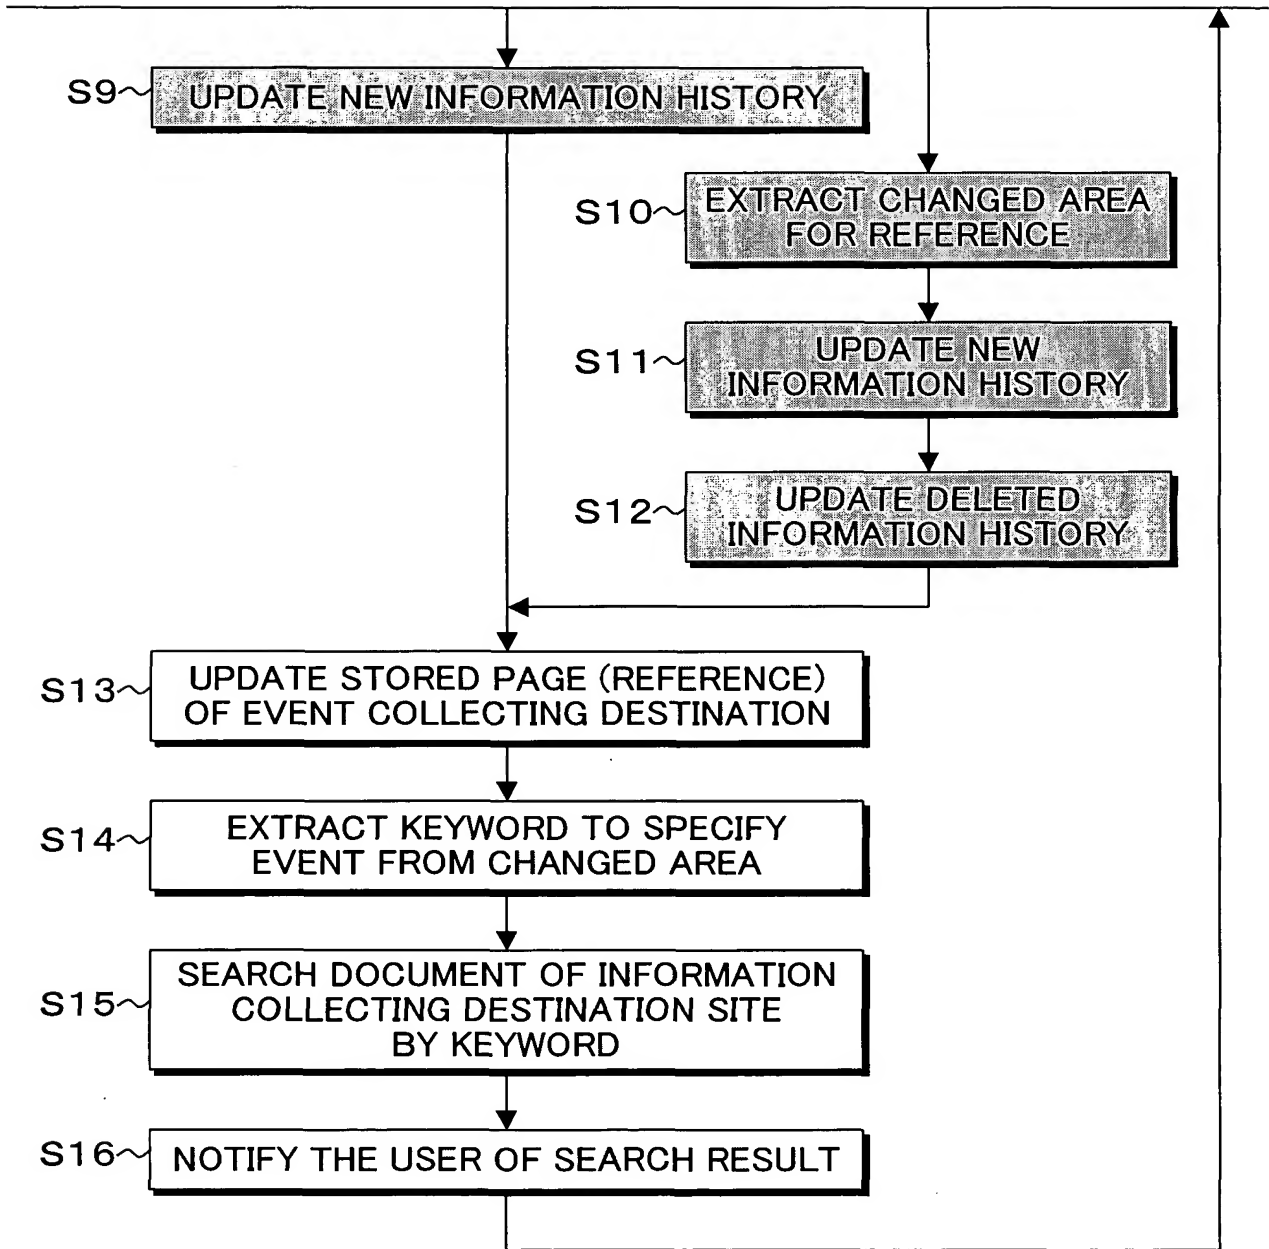 S9
UPDATE NEW INFORMATION HISTORY
S10
EXTRACT CHANGED AREA
FOR REFERENCE
S11
UPDATE NEW
INFORMATION HISTORY
S12
UPDATE DELETED
INFORMATION HISTORY
S13
UPDATE STORED PAGE (REFERENCE)
OF EVENT COLLECTING DESTINATION
S14
EXTRACT KEYWORD TO SPECIFY
EVENT FROM CHANGED AREA
S15
SEARCH DOCUMENT OF INFORMATION
COLLECTING DESTINATION SITE
BY KEYWORD
S16
NOTIFY THE USER OF SEARCH RESULT